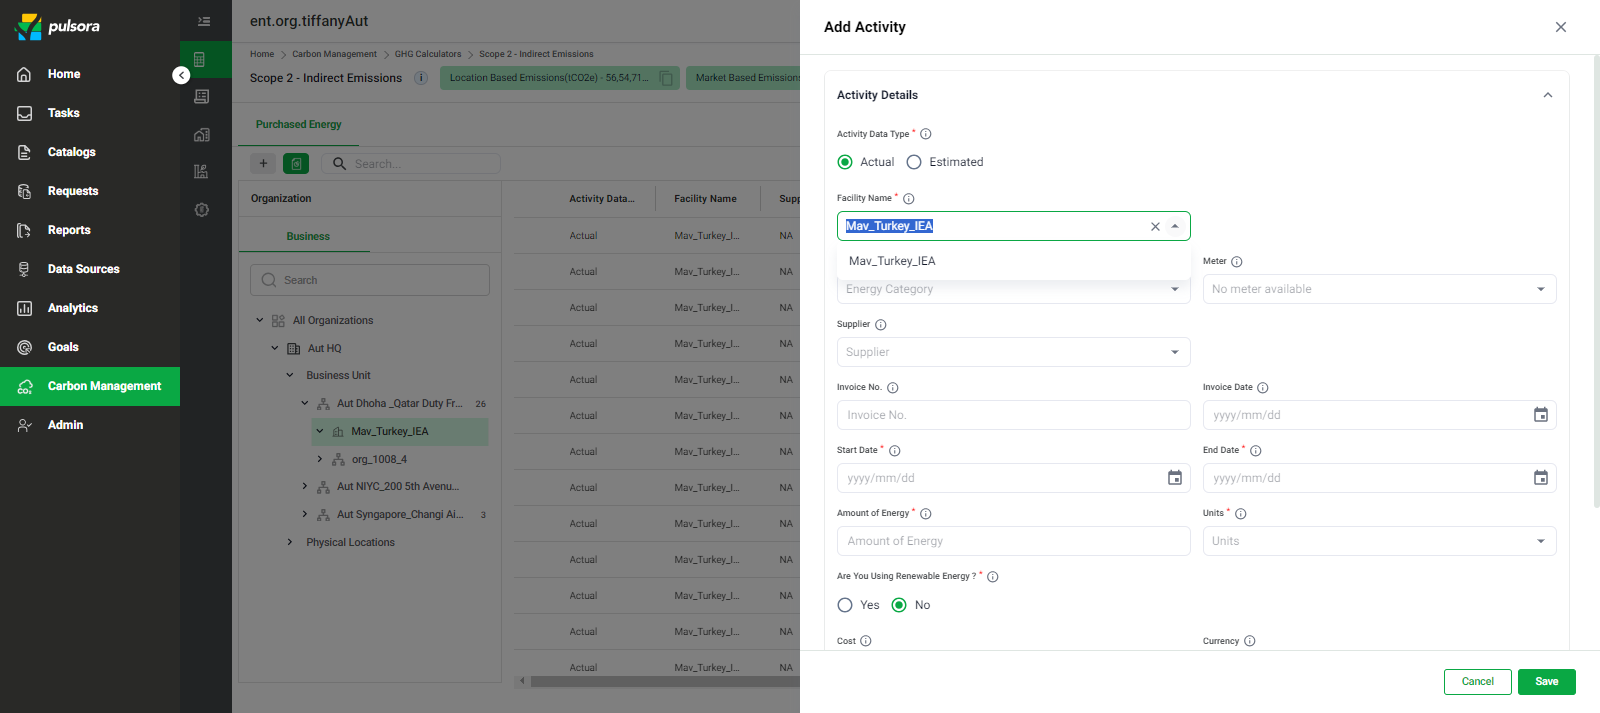 pulsora
Home
Tasks
Catalogs
Requests
Reports
Data Sources
Analytics
Goals
Carbon Management
Admin
ent.org.tiffanyAut
Home > Carbon Management > GHG Calculators > Scope 2 - Indirect Emissions
Scope 2 - Indirect Emissions
Location Based Emissions(tCO2e) - 56,54,71...
Market Based Emissions
Purchased Energy
+
Search...
Organization
Business
Search
All Organizations
Aut HQ
Business Unit
Aut Dhoha _Qatar Duty Fr... 26
Mav_Turkey_IEA
org_1008_4
Aut NIYC_200 5th Avenu...
Aut Syngapore_Changi Ai... 3
Physical Locations
Activity Data... Facility Name Supp
Actual Mav_Turkey_I... NA
Actual Mav_Turkey_I... NA
Actual Mav_Turkey_I... NA
Actual Mav_Turkey_I... NA
Actual Mav_Turkey_I... NA
Actual Mav_Turkey_I... NA
Actual Mav_Turkey_I... NA
Actual Mav_Turkey_I... NA
Actual Mav_Turkey_I... NA
Actual Mav_Turkey_I... NA
Actual Mav_Turkey_I... NA
Actual Mav_Turkey_I... NA
Actual Mav_Turkey_I... NA
Add Activity
Activity Details
Activity Data Type *
Actual Estimated
Facility Name *
Mav_Turkey_IEA
Mav_Turkey_IEA
Meter
Energy Category
No meter available
Supplier
Supplier
Invoice No.
Invoice Date
Invoice No.
yyyy/mm/dd
Start Date *
End Date *
yyyy/mm/dd
yyyy/mm/dd
Amount of Energy *
Units *
Amount of Energy
Units
Are You Using Renewable Energy ? *
Yes No
Cost
Currency
Cancel
Save